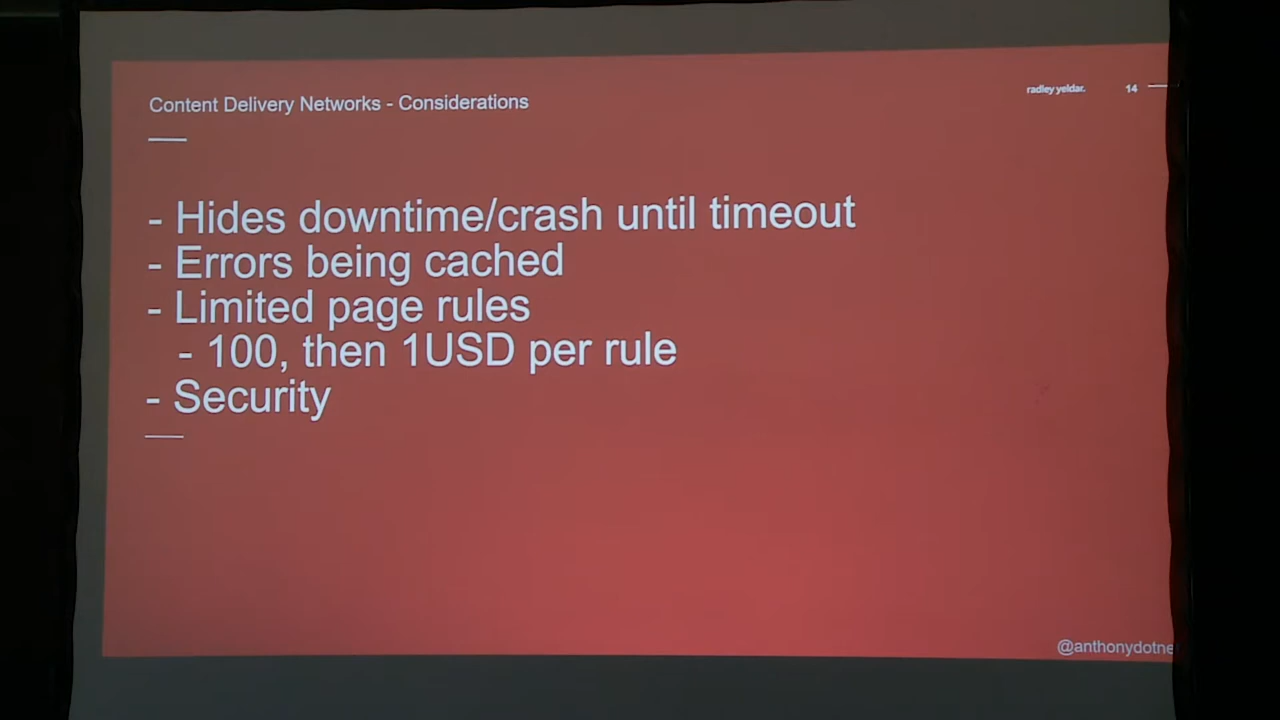 Content Delivery Networks - Considerations
radley yeldar.
14
- Hides downtime/crash until timeout
- Errors being cached
- Limited page rules
- 100, then 1USD per rule
- Security
@anthonydotne